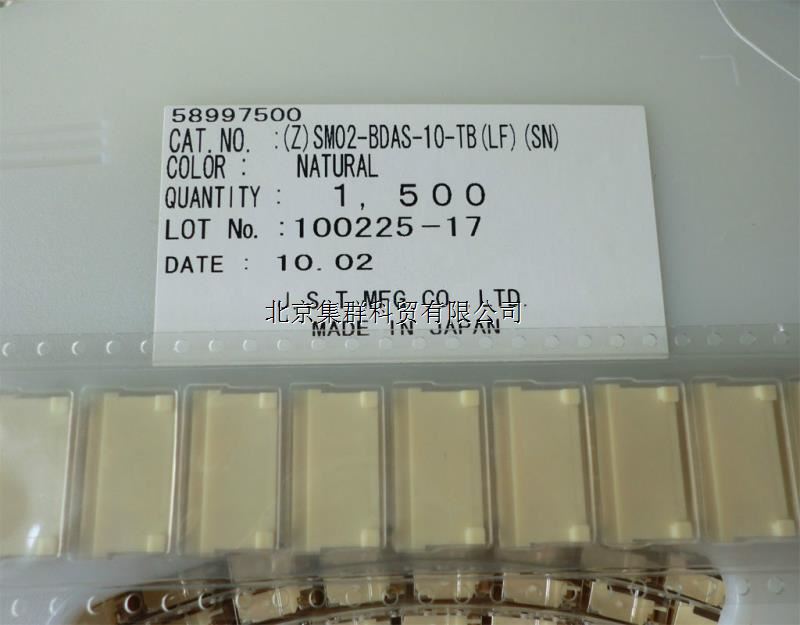 58997500
CAT.NO. :(Z)SM02-BDAS-10-TB(LF)(SN)
COLOR : NATURAL
QUANTITY : 1, 500
LOT No. :100225-17
DATE : 10.02
J.S.T.MFG.CO.,LTD.
北京集群科贸有限公司
MADE IN JAPAN